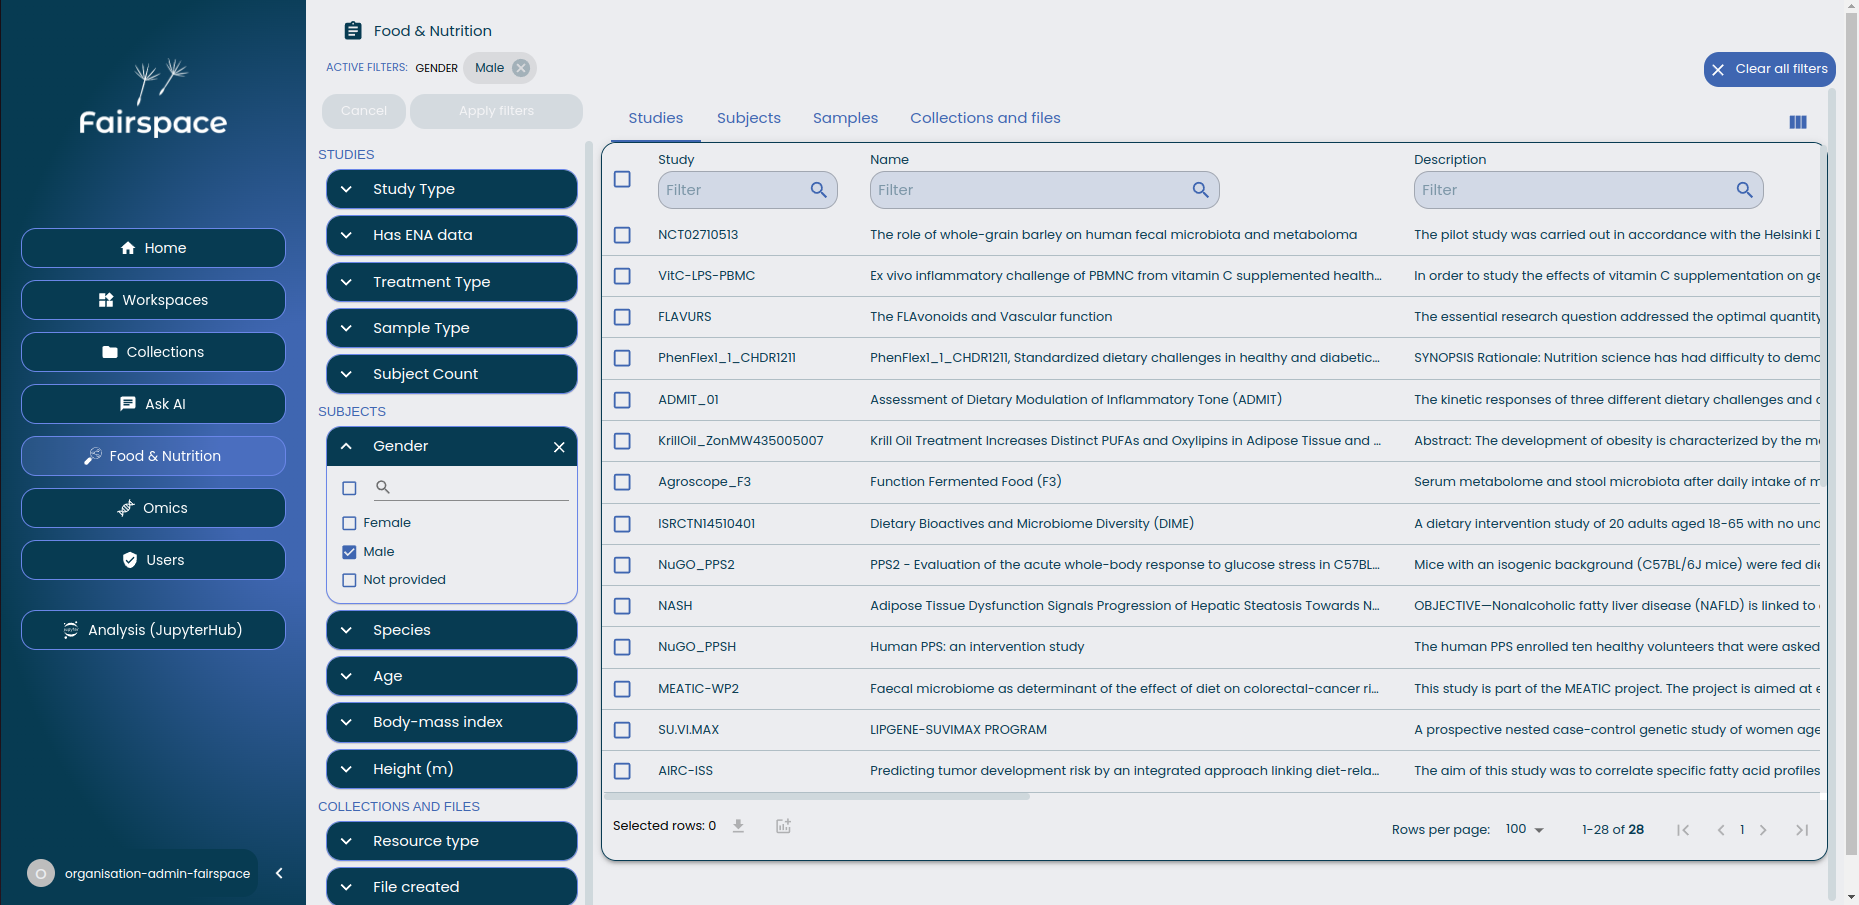 Fairspace
Home
Workspaces
Collections
Ask AI
Food & Nutrition
Omics
Users
Analysis (JupyterHub)
O organisation-admin-fairspace
Food & Nutrition
ACTIVE FILTERS: GENDER Male
Clear all filters
Cancel Apply filters
STUDIES
Study Type
Has ENA data
Treatment Type
Sample Type
Subject Count
SUBJECTS
Gender
Female
Male
Not provided
Species
Age
Body-mass index
Height (m)
COLLECTIONS AND FILES
Resource type
File created
Studies Subjects Samples Collections and files
Study Name Description
Filter Filter Filter
NCT02710513 The role of whole-grain barley on human fecal microbiota and metaboloma The pilot study was carried out in accordance with the Helsinki
VitC-LPS-PBMC Ex vivo inflammatory challenge of PBMNC from vitamin C supplemented health... In order to study the effects of vitamin C supplementation on ge
FLAVURS The FLAvonoids and Vascular function The essential research question addressed the optimal quantity
PhenFlex1_1_CHDR1211 PhenFlex1_1_CHDR1211, Standardized dietary challenges in healthy and diabetic... SYNOPSIS Rationale: Nutrition science has had difficulty to demo
ADMIT_01 Assessment of Dietary Modulation of Inflammatory Tone (ADMIT) The kinetic responses of three different dietary challenges and
KrillOil_ZonMW435005007 Krill Oil Treatment Increases Distinct PUFAs and Oxylipins in Adipose Tissue and ... Abstract: The development of obesity is characterized by the
Agroscope_F3 Function Fermented Food (F3) Serum metabolome and stool microbiota after daily intake of
ISRCTN14510401 Dietary Bioactives and Microbiome Diversity (DIME) A dietary intervention study of 20 adults aged 18-65 with no
NuGO_PPS2 PPS2 - Evaluation of the acute whole-body response to glucose stress in C57BL... Mice with an isogenic background (C57BL/6J mice) were fed die
NASH Adipose Tissue Dysfunction Signals Progression of Hepatic Steatosis Towards N... OBJECTIVE—Nonalcoholic fatty liver disease (NAFLD) is linked to
NuGO_PPSH Human PPS: an intervention study The human PPS enrolled ten healthy volunteers that were asked
MEATIC-WP2 Faecal microbiome as determinant of the effect of diet on colorectal-cancer ri... This study is part of the MEATIC project. The project is aimed at
SU.VI.MAX LIPGENE-SUVIMAX PROGRAM A prospective nested case-control genetic study of women age
AIRC-ISS Predicting tumor development risk by an integrated approach linking diet-rela... The aim of this study was to correlate specific fatty acid profiles
Selected rows: 0
Rows per page: 100 1-28 of 28 1